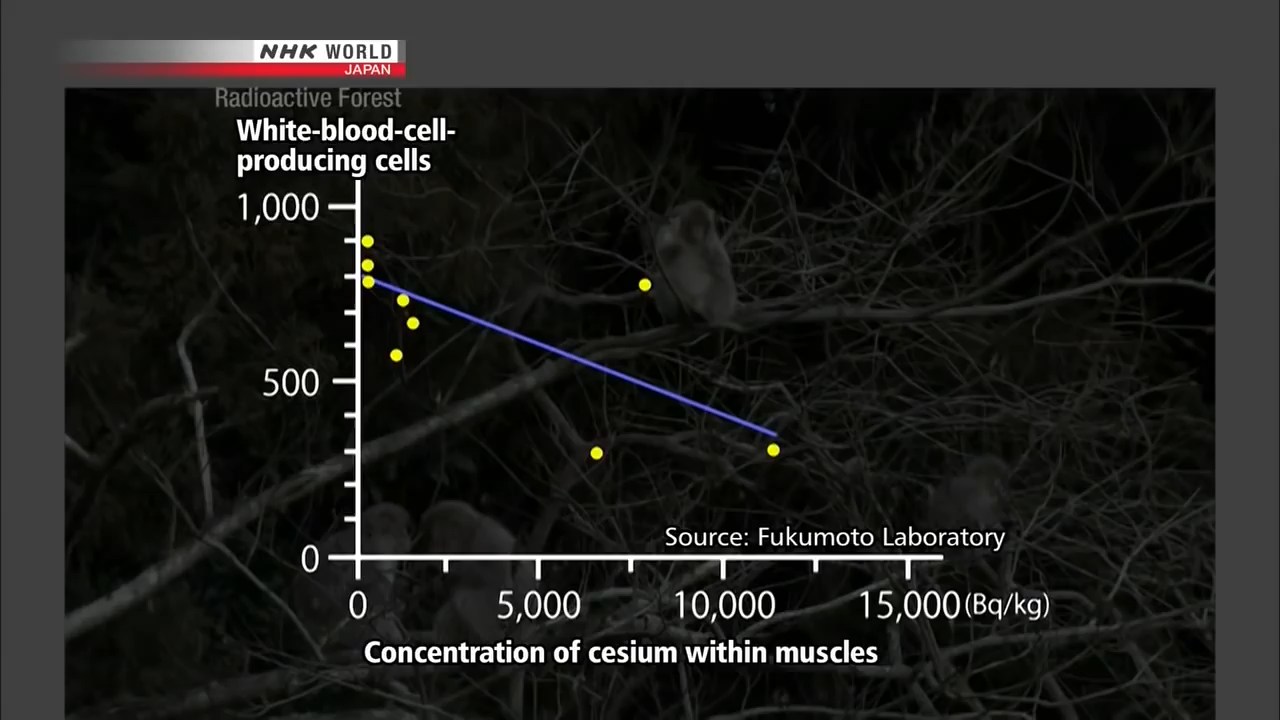 NHK WORLD
JAPAN
Radioactive Forest
White-blood-cell-
producing cells
1,000
500
0
Source: Fukumoto Laboratory
0 5,000 10,000 15,000 (Bq/kg)
Concentration of cesium within muscles